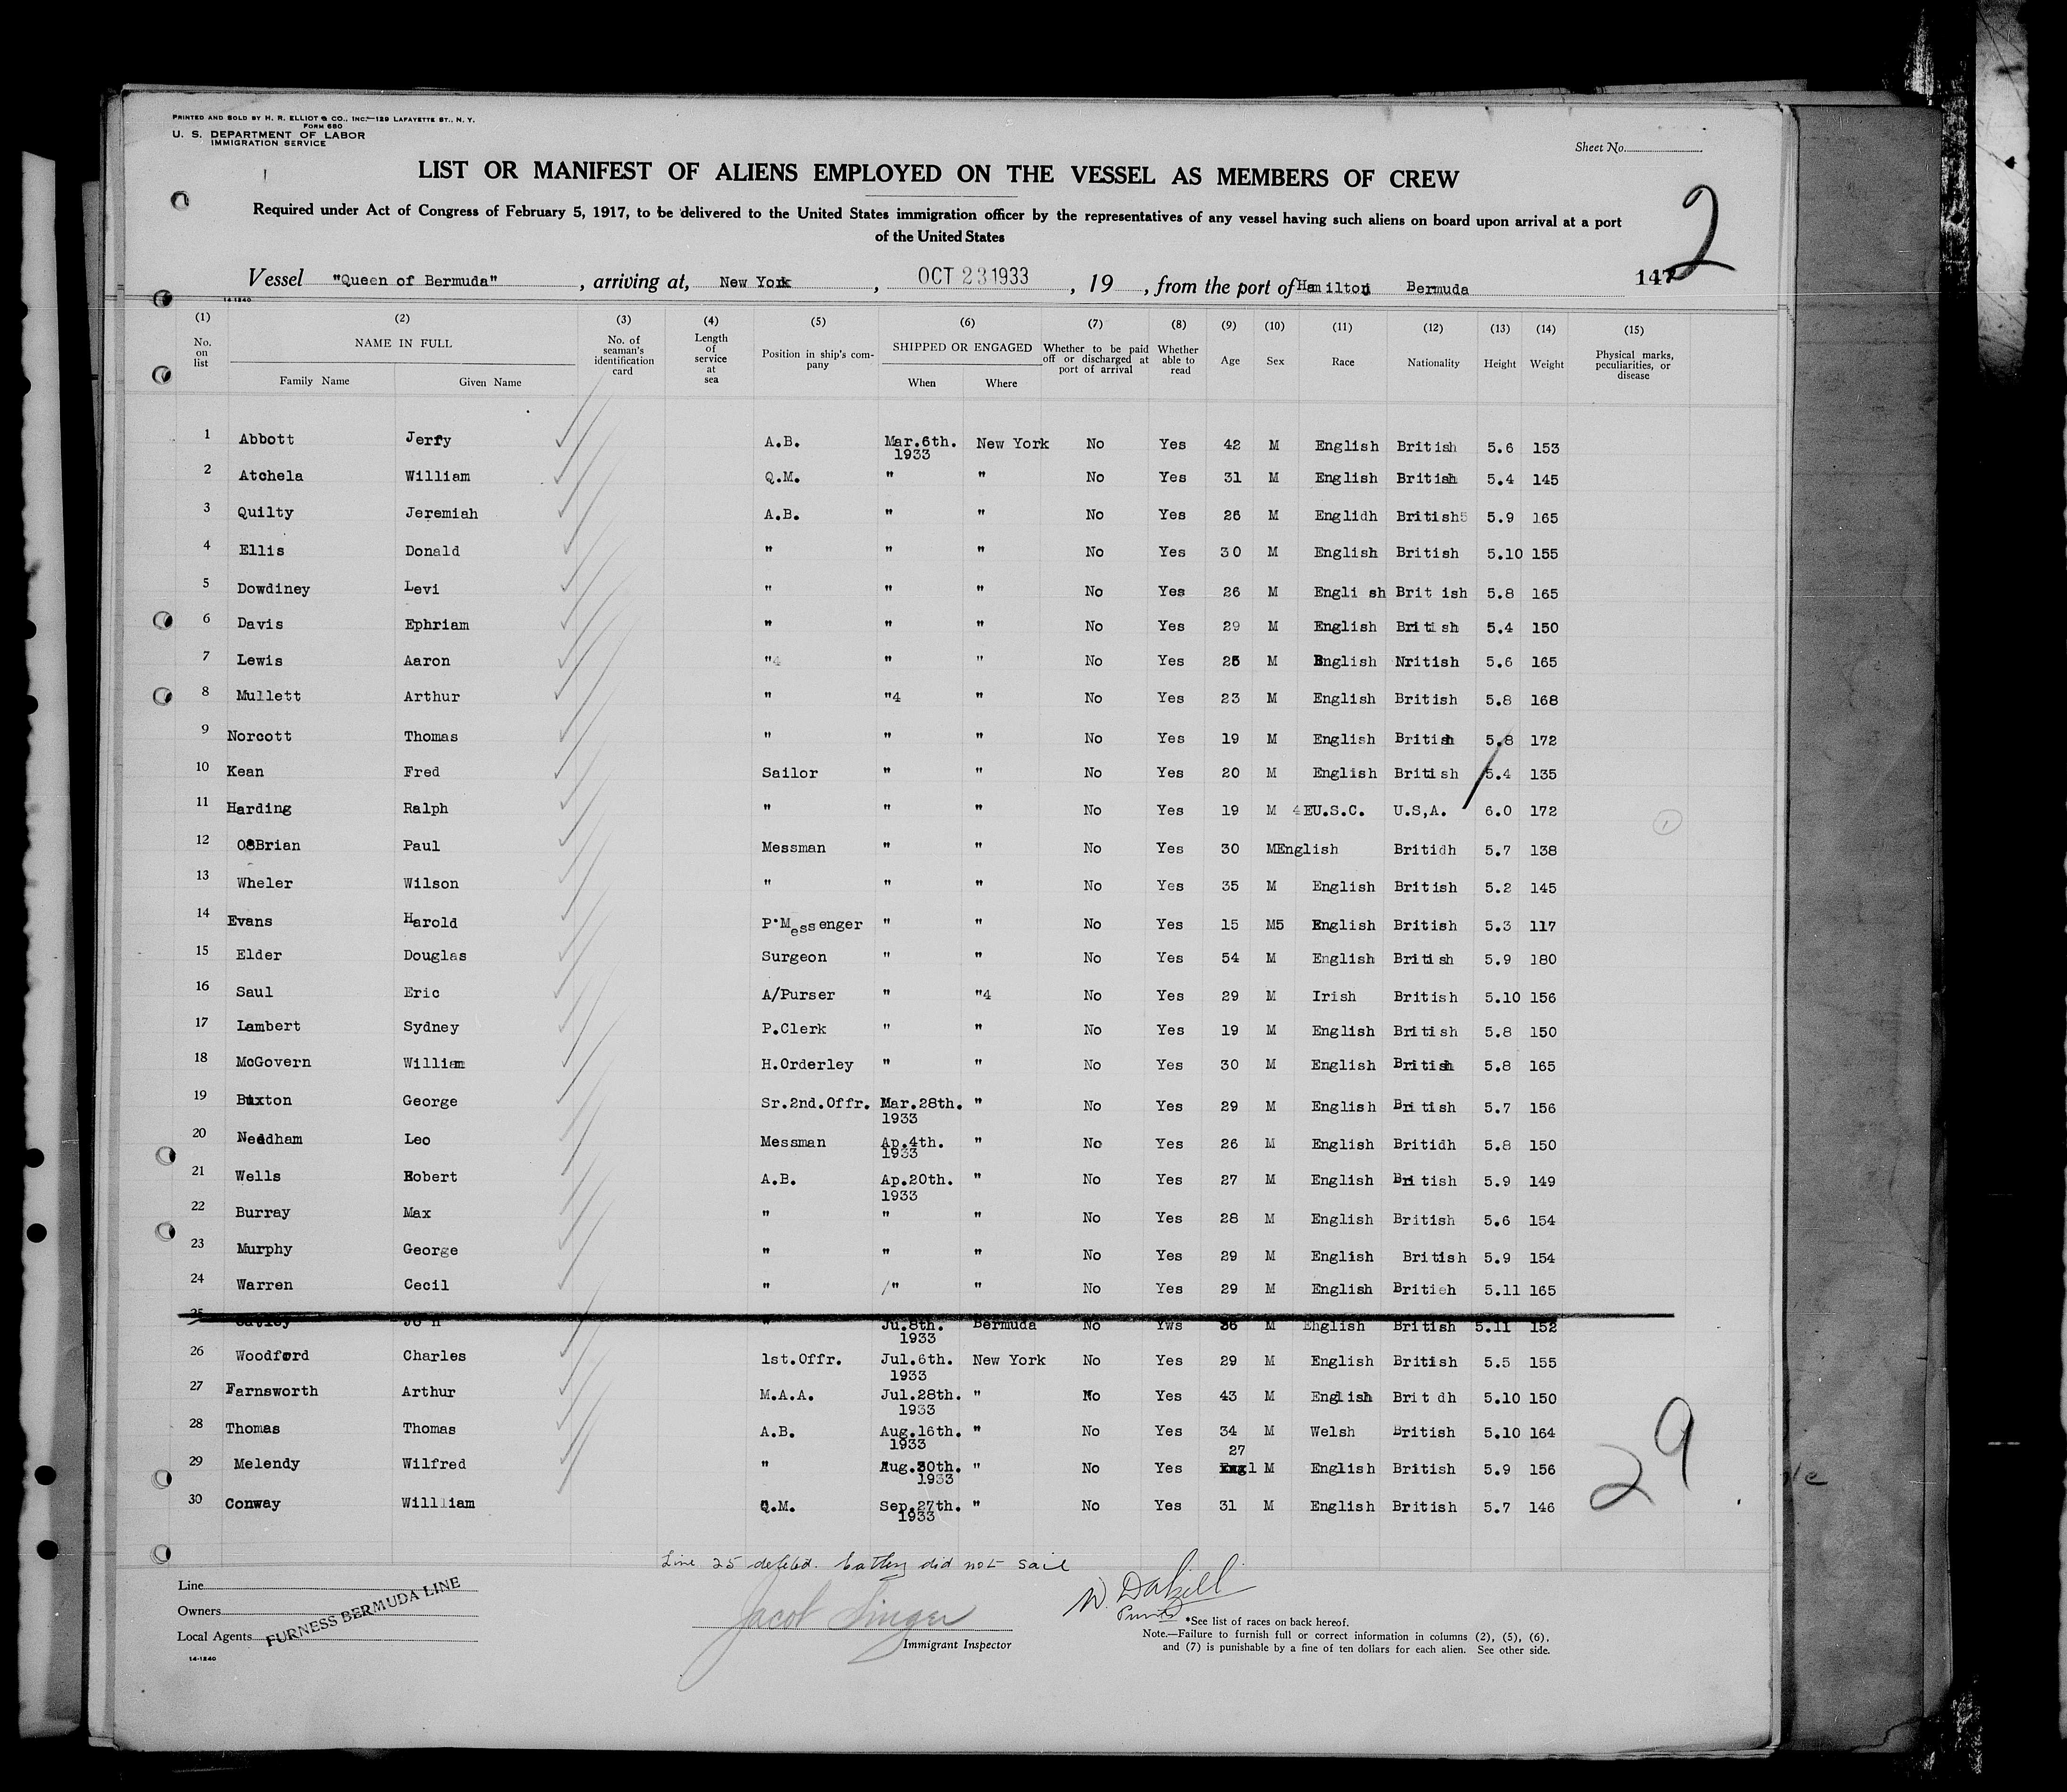 PRINTED AND SOLD BY H. R. ELLIOT & CO., INC.—129 LAFAYETTE ST., N. Y.
FORM 680
U. S. DEPARTMENT OF LABOR
IMMIGRATION SERVICE
Sheet No.
LIST OR MANIFEST OF ALIENS EMPLOYED ON THE VESSEL AS MEMBERS OF CREW
Required under Act of Congress of February 5, 1917, to be delivered to the United States immigration officer by the representatives of any vessel having such aliens on board upon arrival at a port
of the United States
2
Vessel "Queen of Bermuda" , arriving at, New York , OCT 23 1933 , 19 , from the port of Hamilton Bermuda 147
14-1240
(1) (2) (3) (4) (5) (6) (7) (8) (9) (10) (11) (12) (13) (14) (15)
No. on list NAME IN FULL Family Name Given Name No. of seaman's identification card Length of service at sea Position in ship's company SHIPPED OR ENGAGED When Where Whether to be paid off or discharged at port of arrival Whether able to read Age Sex Race Nationality Height Weight Physical marks, peculiarities, or disease
1 Abbott Jerry A.B. Mar.6th. 1933 New York No Yes 42 M English British 5.6 153
2 Atchela William Q.M. " " No Yes 31 M English British 5.4 145
3 Quilty Jeremiah A.B. " " No Yes 26 M Englidh British5 5.9 165
4 Ellis Donald " " " No Yes 30 M English British 5.10 155
5 Dowdiney Levi " " " No Yes 26 M Engli sh Brit ish 5.8 165
6 Davis Ephriam " " " No Yes 29 M English British 5.4 150
7 Lewis Aaron "4 " " No Yes 25 M English Nritish 5.6 165
8 Mullett Arthur " "4 " No Yes 23 M English British 5.8 168
9 Norcott Thomas " " " No Yes 19 M English British 5.8 172
10 Kean Fred Sailor " " No Yes 20 M English British 5.4 135
11 Harding Ralph " " " No Yes 19 M 4EU.S.C. U.S,A. 6.0 172
12 O8Brian Paul Messman " " No Yes 30 MEnglish Britidh 5.7 138
13 Wheler Wilson " " " No Yes 35 M English British 5.2 145
14 Evans Harold P.Messenger " " No Yes 15 M5 English British 5.3 117
15 Elder Douglas Surgeon " " No Yes 54 M English British 5.9 180
16 Saul Eric A/Purser " "4 No Yes 29 M Irish British 5.10 156
17 Lambert Sydney P.Clerk " " No Yes 19 M English British 5.8 150
18 McGovern William H.Orderley " " No Yes 30 M English British 5.8 165
19 Buxton George Sr.2nd.Offr. Mar.28th. 1933 " No Yes 29 M English British 5.7 156
20 Needham Leo Messman Ap.4th. 1933 " No Yes 26 M English Britidh 5.8 150
21 Wells Robert A.B. Ap.20th. 1933 " No Yes 27 M English British 5.9 149
22 Burray Max " " " No Yes 28 M English British 5.6 154
23 Murphy George " " " No Yes 29 M English British 5.9 154
24 Warren Cecil " /" " No Yes 29 M English British 5.11 165
25 " Ju.8th. 1933 Bermuda No Yws 36 M English British 5.11 152
26 Woodford Charles 1st.Offr. Jul.6th. 1933 New York No Yes 29 M English British 5.5 155
27 Farnsworth Arthur M.A.A. Jul.28th. 1933 " No Yes 43 M English Brit dh 5.10 150
28 Thomas Thomas A.B. Aug.16th. 1933 " No Yes 34 M Welsh British 5.10 164
29 Melendy Wilfred " Aug.30th. 1933 " No Yes 27 M English British 5.9 156
30 Conway Willliam Q.M. Sep.27th. 1933 " No Yes 31 M English British 5.7 146
29
Line 25 deleted. did not sail
Line
Owners
Local Agents
FURNESS BERMUDA LINE
14-1240
Jacob Singer
Immigrant Inspector
*See list of races on back hereof.
Note.—Failure to furnish full or correct information in columns (2), (5), (6),
and (7) is punishable by a fine of ten dollars for each alien. See other side.